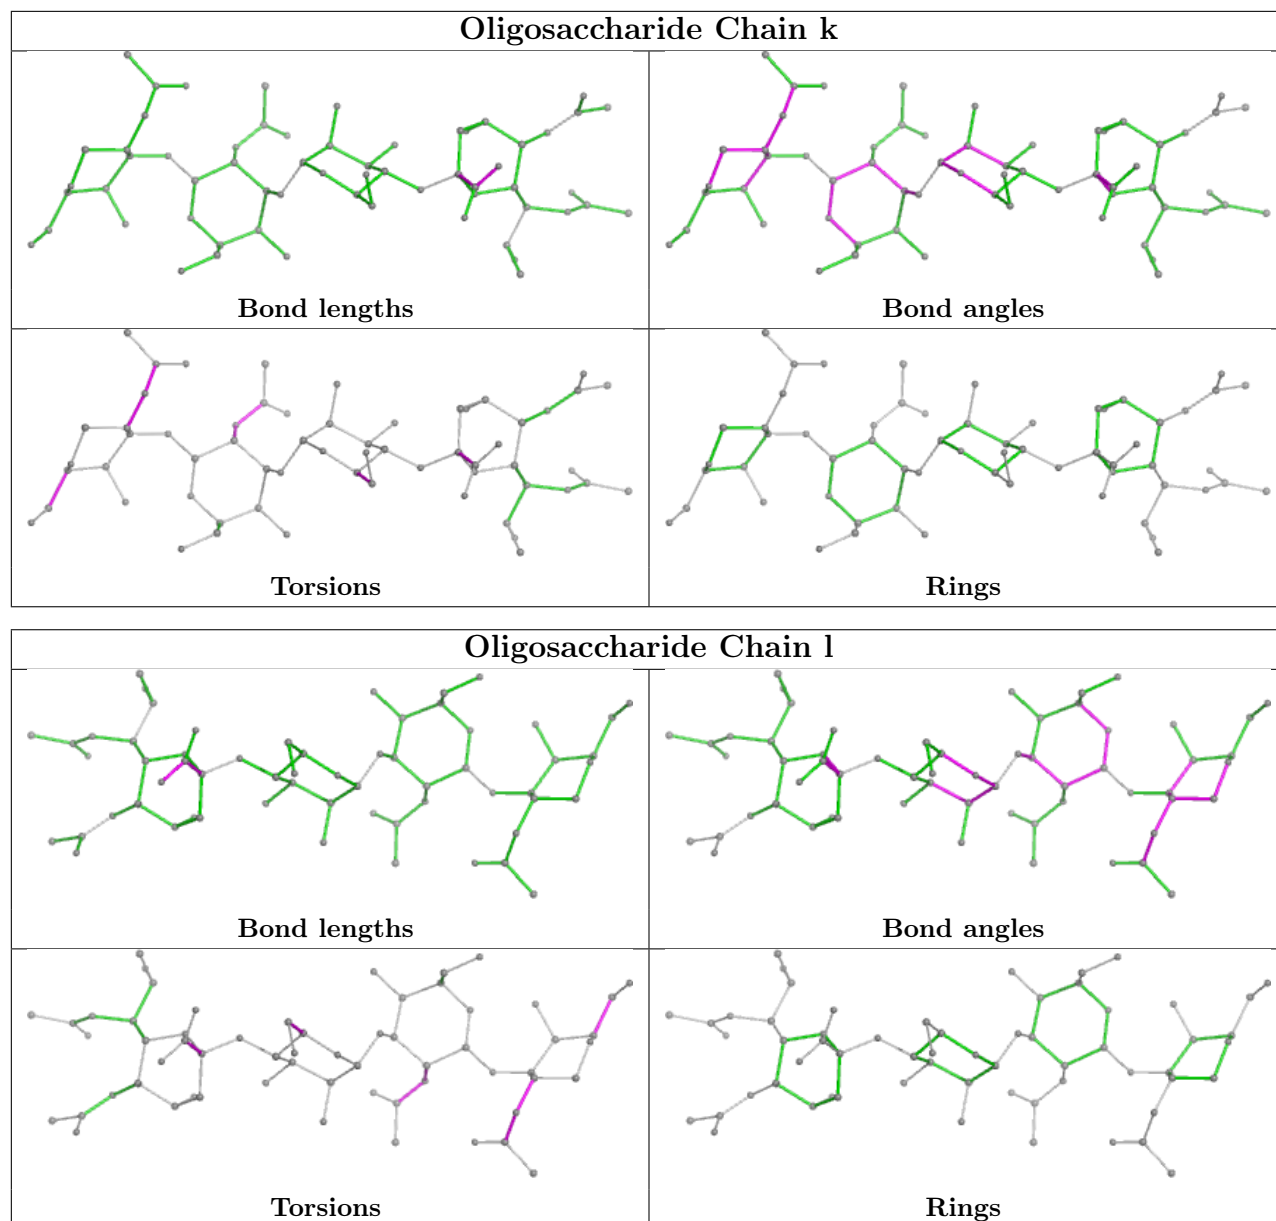 Oligosaccharide Chain k
Bond lengths
Bond angles
Torsions
Rings
Oligosaccharide Chain l
Bond lengths
Bond angles
Torsions
Rings